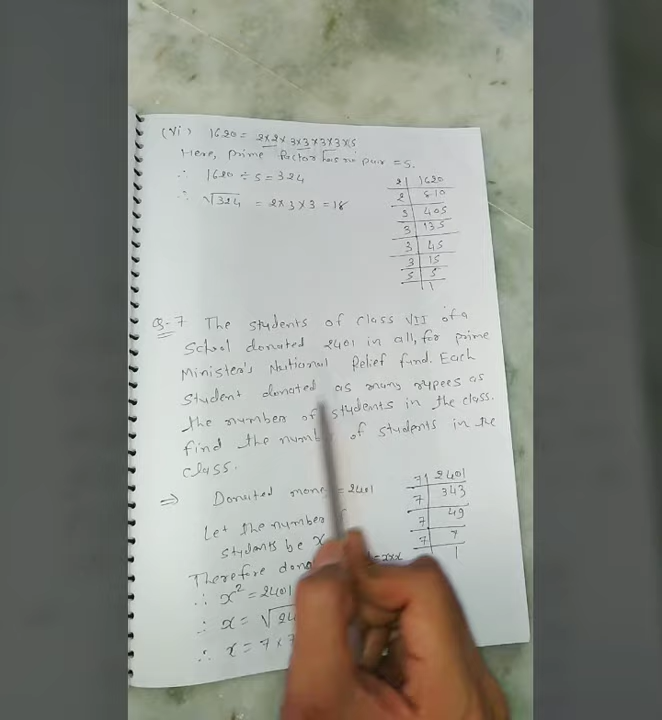 (vi) 1620 = 2×2×3×3×3×3×5
Here, prime factor has no pair = 5.
∴ 1620 ÷ 5 = 324
∴ √324 = 2×3×3 = 18
2 | 1620
2 | 810
3 | 405
3 | 135
3 | 45
3 | 15
5 | 5
1
Q-7 The students of class VII of a
School donated 2401 in all, for prime
Minister's National Relief fund. Each
student donated as many rupees as
the number of students in the class.
find the number of students in the
class.
⇒ Donated money = 2401
Let the number
students be x
Therefore
∴ x² = 2401
∴ x = √24
∴ x = 7 × 7
7 | 2401
7 | 343
7 | 49
7 | 7
1